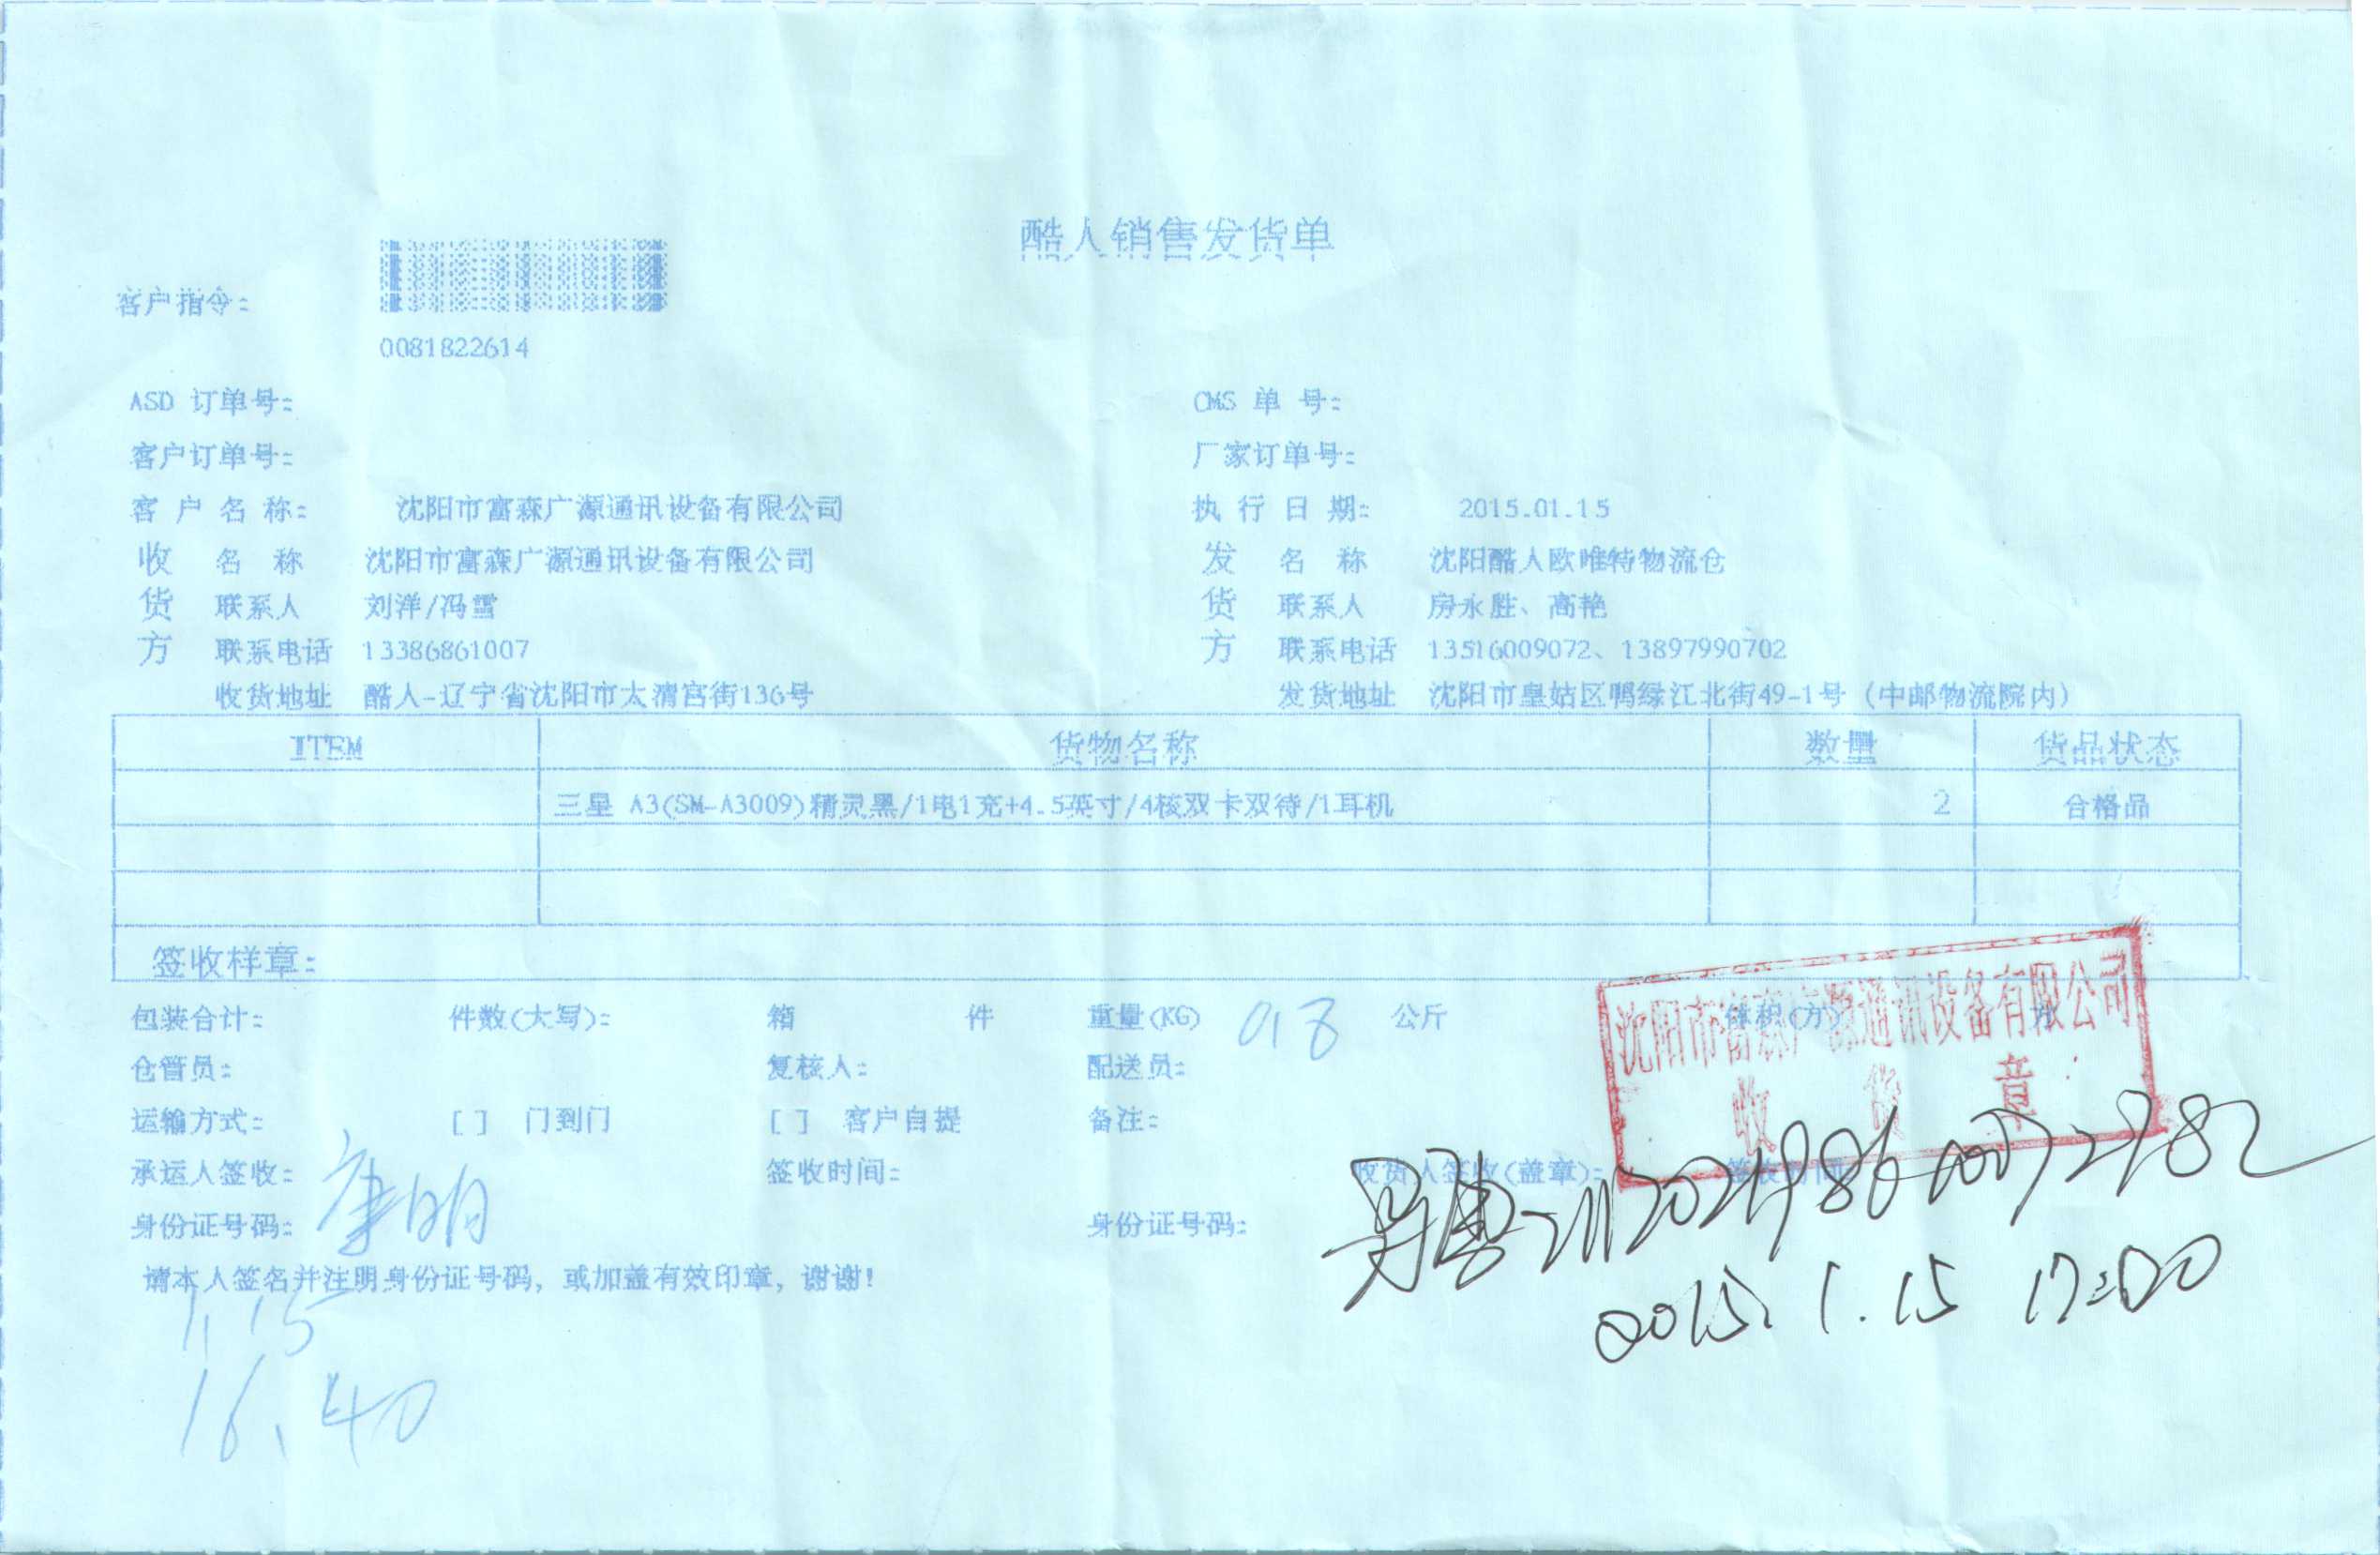 酷人销售发货单
客户指令:
0081822614
ASD 订单号: CMS 单 号:
客户订单号: 厂家订单号:
客 户 名 称: 沈阳市富森广源通讯设备有限公司 执 行 日 期: 2015.01.15
收 名 称 沈阳市富森广源通讯设备有限公司 发 名 称 沈阳酷人欧唯特物流仓
货 联系人 刘洋/冯雪 货 联系人 房永胜、高艳
方 联系电话 13386861007 方 联系电话 13516009072、13897990702
收货地址 酷人-辽宁省沈阳市太清宫街136号 发货地址 沈阳市皇姑区鸭绿江北街49-1号（中邮物流院内）
ITEM 货物名称 数量 货品状态
三星 A3(SM-A3009)精灵黑/1电1充+4.5英寸/4核双卡双待/1耳机 2 合格品
签收样章:
沈阳市富森广源通讯设备有限公司
收货章
包装合计: 件数(大写): 箱 件 重量(KG) 0.8 公斤 体积(方) 方
仓管员: 复核人: 配送员:
运输方式: [ ] 门到门 [ ] 客户自提 备注:
承运人签收: 康明 签收时间: 收货人签收(盖章): 签收时间:
身份证号码: 身份证号码:
请本人签名并注明身份证号码, 或加盖有效印章, 谢谢!
2015.1.15 17:00
1.15
16.40